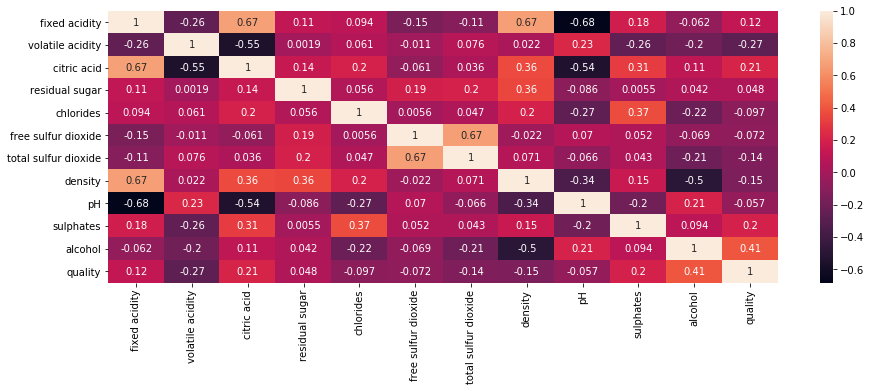 fixed acidity 1 -0.26 0.67 0.11 0.094 -0.15 -0.11 0.67 -0.68 0.18 -0.062 0.12
volatile acidity -0.26 1 -0.55 0.0019 0.061 -0.011 0.076 0.022 0.23 -0.26 -0.2 -0.27
citric acid 0.67 -0.55 1 0.14 0.2 -0.061 0.036 0.36 -0.54 0.31 0.11 0.21
residual sugar 0.11 0.0019 0.14 1 0.056 0.19 0.2 0.36 -0.086 0.0055 0.042 0.048
chlorides 0.094 0.061 0.2 0.056 1 0.0056 0.047 0.2 -0.27 0.37 -0.22 -0.097
free sulfur dioxide -0.15 -0.011 -0.061 0.19 0.0056 1 0.67 -0.022 0.07 0.052 -0.069 -0.072
total sulfur dioxide -0.11 0.076 0.036 0.2 0.047 0.67 1 0.071 -0.066 0.043 -0.21 -0.14
density 0.67 0.022 0.36 0.36 0.2 -0.022 0.071 1 -0.34 0.15 -0.5 -0.15
pH -0.68 0.23 -0.54 -0.086 -0.27 0.07 -0.066 -0.34 1 -0.2 0.21 -0.057
sulphates 0.18 -0.26 0.31 0.0055 0.37 0.052 0.043 0.15 -0.2 1 0.094 0.2
alcohol -0.062 -0.2 0.11 0.042 -0.22 -0.069 -0.21 -0.5 0.21 0.094 1 0.41
quality 0.12 -0.27 0.21 0.048 -0.097 -0.072 -0.14 -0.15 -0.057 0.2 0.41 1
fixed acidity
volatile acidity
citric acid
residual sugar
chlorides
free sulfur dioxide
total sulfur dioxide
density
pH
sulphates
alcohol
quality
1.0
0.8
0.6
0.4
0.2
0.0
-0.2
-0.4
-0.6